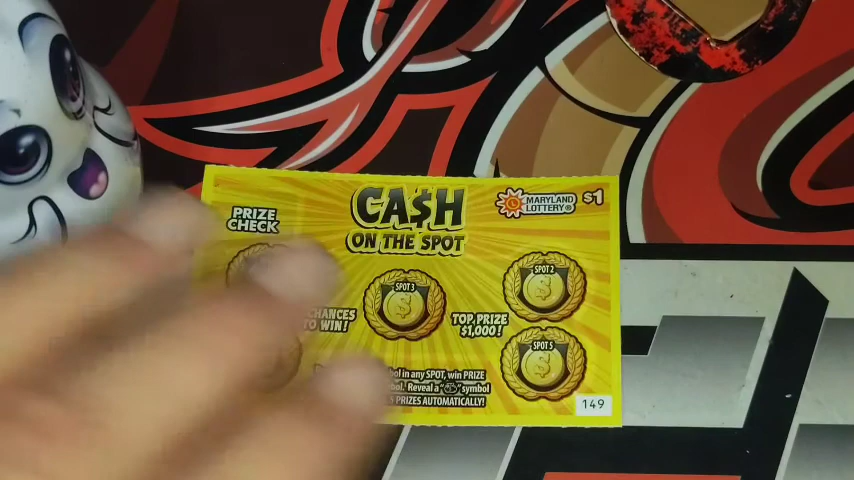 PRIZE
CHECK
CA$H
ON THE SPOT
MARYLAND
LOTTERY®
$1
SPOT 3
SPOT 2
CHANCES
TO WIN!
TOP PRIZE
$1,000!
SPOT 5
in any SPOT, win PRIZE
Reveal a " " symbol
PRIZES AUTOMATICALLY!
149